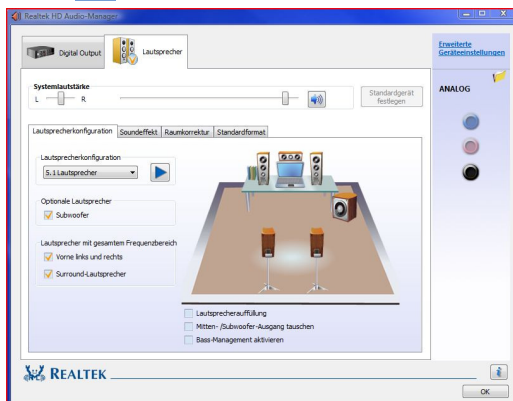 Realtek HD Audio-Manager
Digital Output
Lautsprecher
Erweiterte
Geräteeinstellungen
Systemlautstärke
L R
Standardgerät
festlegen
ANALOG
Lautsprecherkonfiguration Soundeffekt Raumkorrektur Standardformat
Lautsprecherkonfiguration
5.1 Lautsprecher
Optionale Lautsprecher
Subwoofer
Lautsprecher mit gesamtem Frequenzbereich
Vorne links und rechts
Surround-Lautsprecher
Lautsprecherauffüllung
Mitten- /Subwoofer-Ausgang tauschen
Bass-Management aktivieren
REALTEK
i
OK